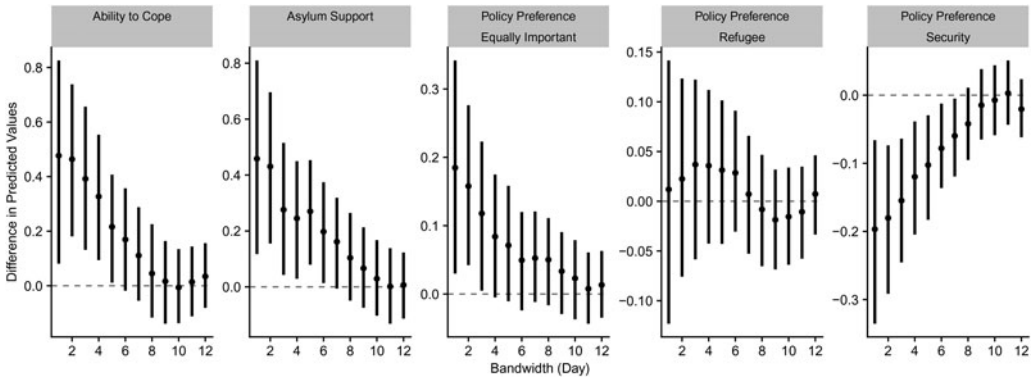 Ability to Cope
Asylum Support
Policy Preference
Equally Important
Policy Preference
Refugee
Policy Preference
Security
Difference in Predicted Values
0.8
0.6
0.4
0.2
0.0
0.8
0.6
0.4
0.2
0.0
0.3
0.2
0.1
0.0
0.15
0.10
0.05
0.00
−0.05
−0.10
0.0
−0.1
−0.2
−0.3
2 4 6 8 10 12
2 4 6 8 10 12
2 4 6 8 10 12
2 4 6 8 10 12
2 4 6 8 10 12
Bandwidth (Day)